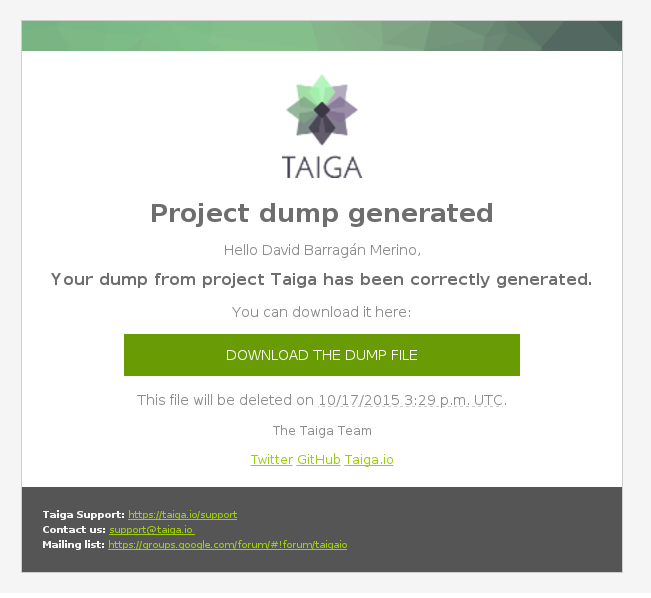 TAIGA
Project dump generated
Hello David Barragán Merino,
Your dump from project Taiga has been correctly generated.
You can download it here:
DOWNLOAD THE DUMP FILE
This file will be deleted on 10/17/2015 3:29 p.m. UTC.
The Taiga Team
Twitter GitHub Taiga.io
Taiga Support: https://taiga.io/support
Contact us: support@taiga.io
Mailing list: https://groups.google.com/forum/#!forum/taigaio